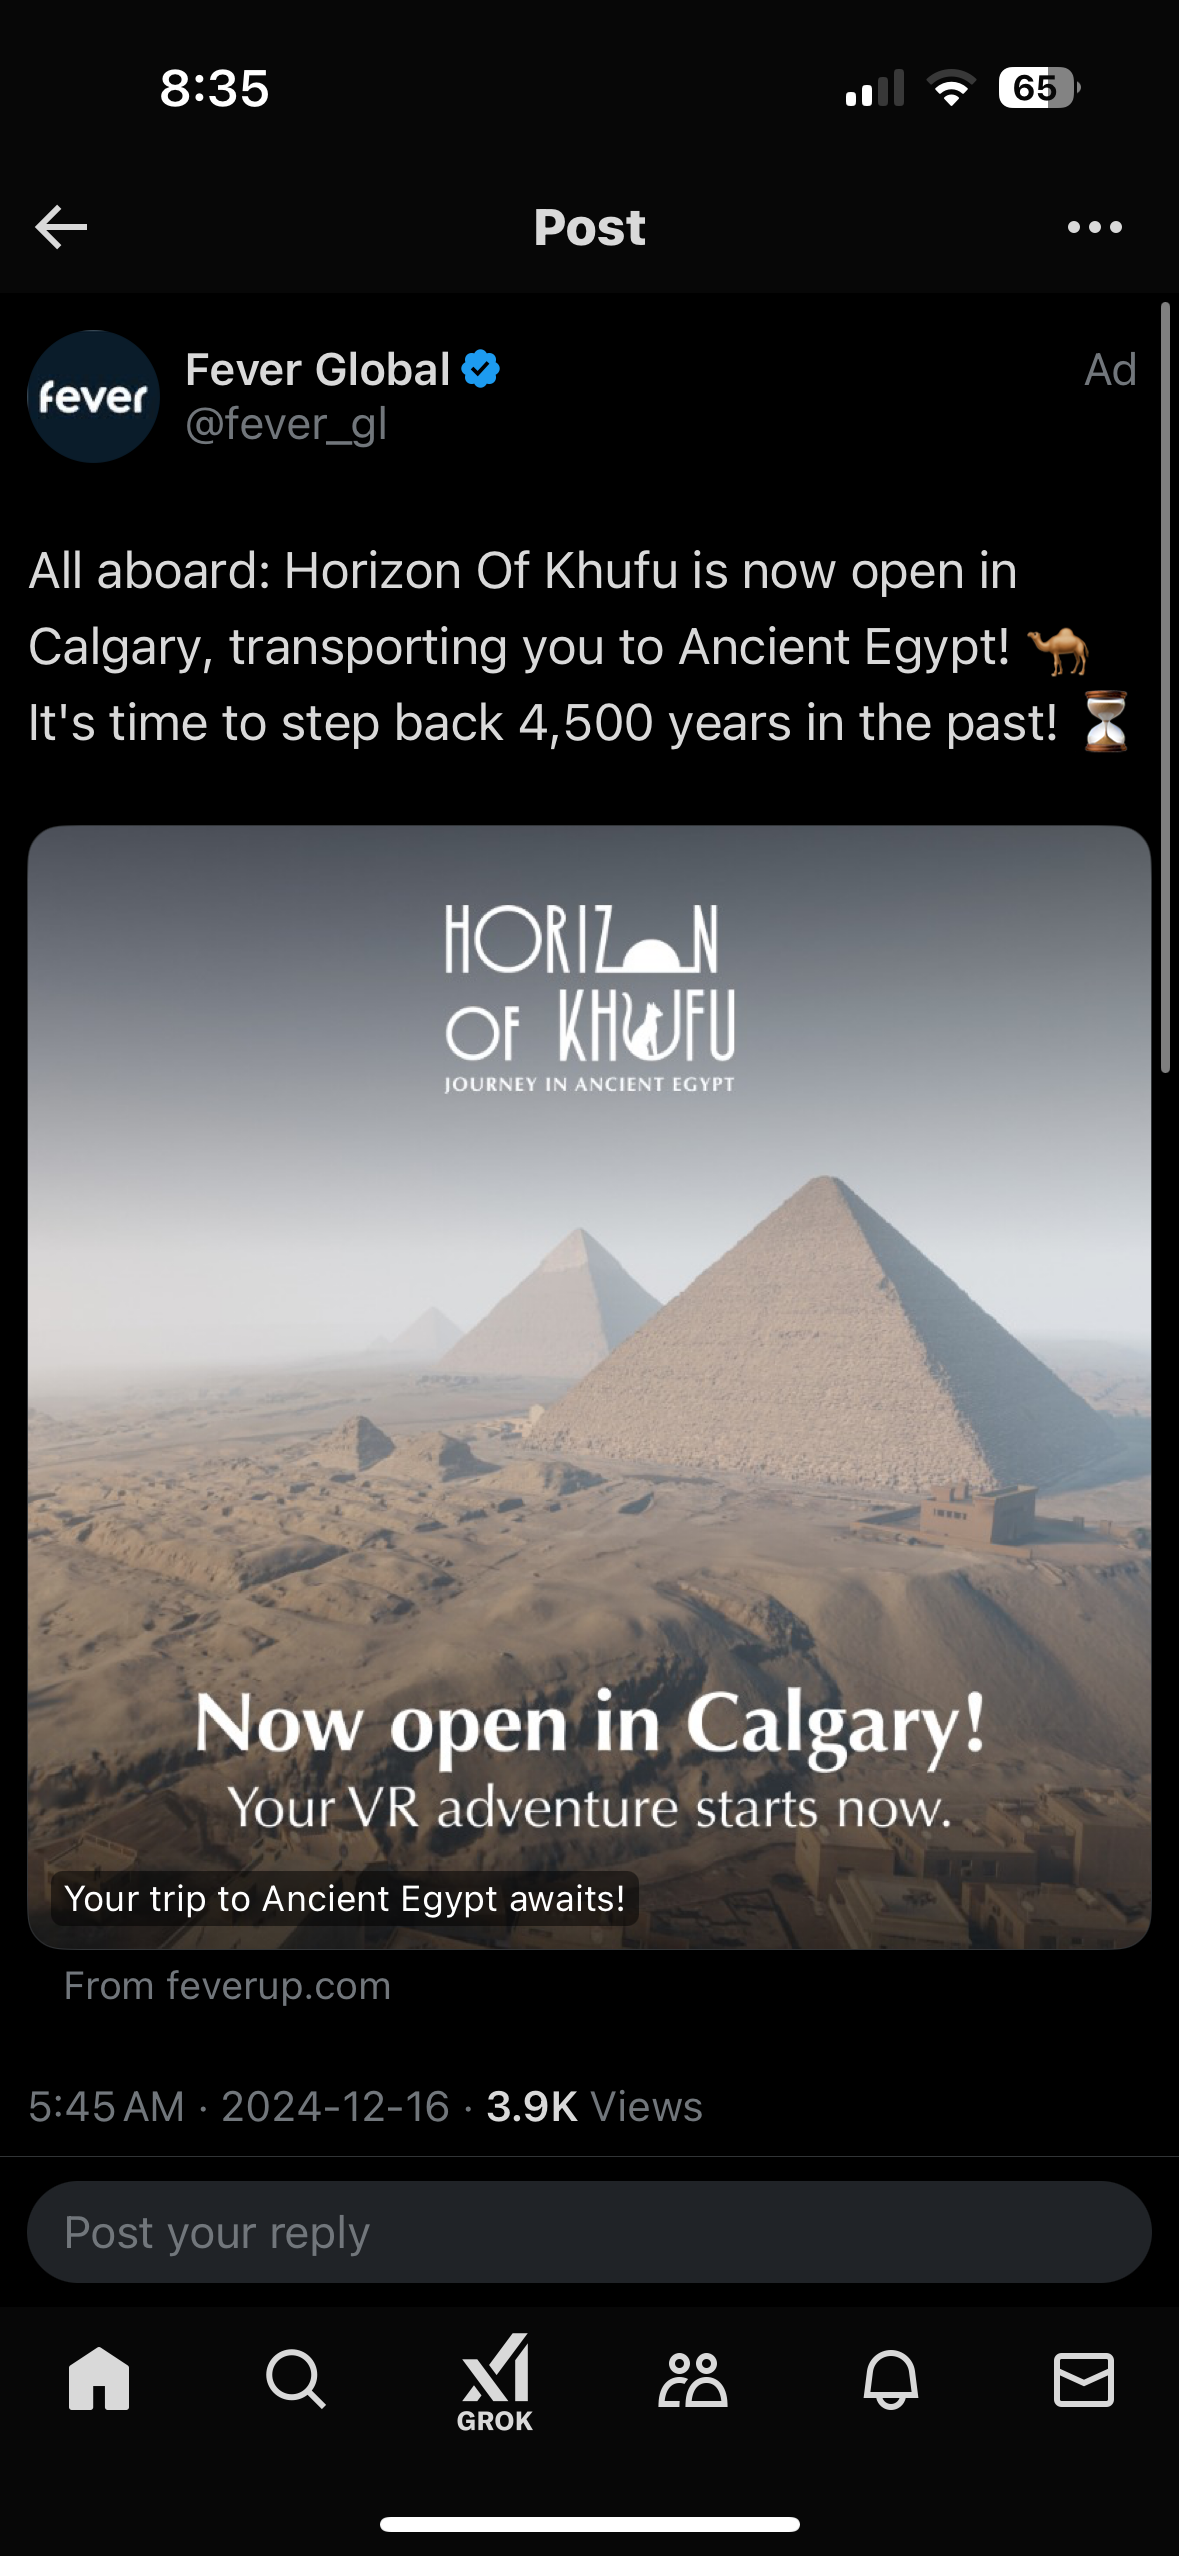 8:35
65
Post
fever
Fever Global
Ad
@fever_gl
All aboard: Horizon Of Khufu is now open in
Calgary, transporting you to Ancient Egypt! 🐪
It's time to step back 4,500 years in the past! ⏳
HORIZON
OF KHUFU
JOURNEY IN ANCIENT EGYPT
Now open in Calgary!
Your VR adventure starts now.
Your trip to Ancient Egypt awaits!
From feverup.com
5:45 AM · 2024-12-16 · 3.9K Views
Post your reply
GROK